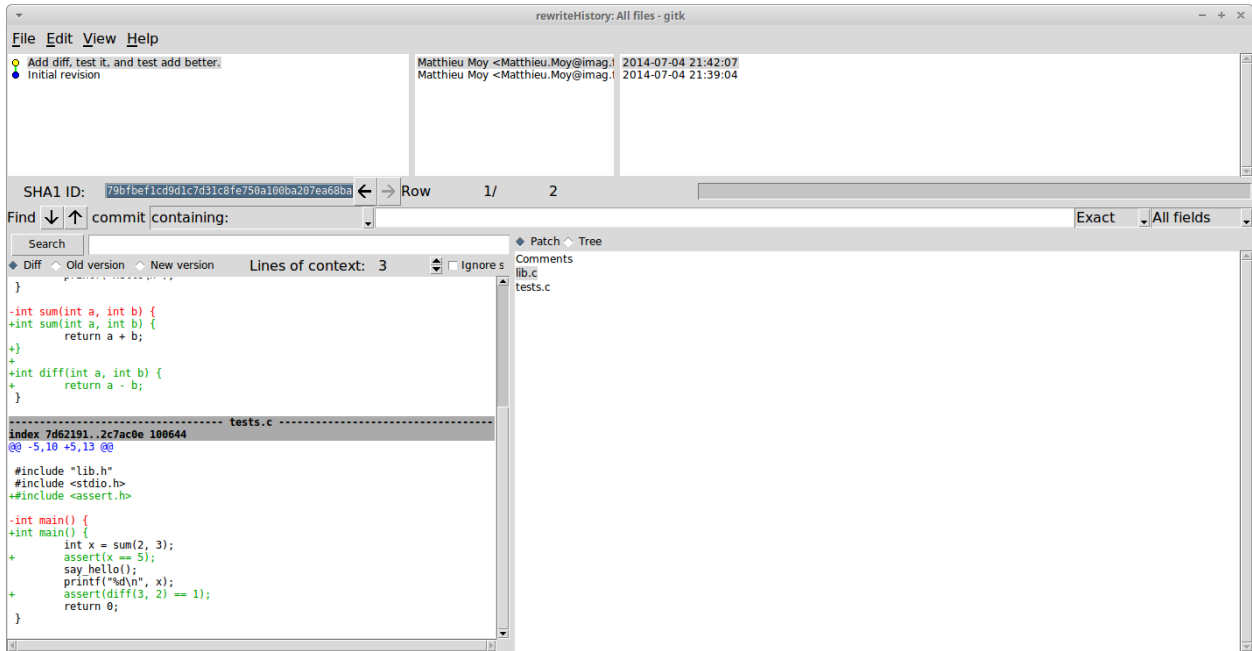 rewriteHistory: All files - gitk
File Edit View Help
Add diff, test it, and test add better. Matthieu Moy <Matthieu.Moy@imag. 2014-07-04 21:42:07
Initial revision Matthieu Moy <Matthieu.Moy@imag. 2014-07-04 21:39:04
SHA1 ID: 79bfbef1cd9d1c7d31c8fe750a100ba207ea68ba Row 1/ 2
Find commit containing: Exact All fields
Search
Diff Old version New version Lines of context: 3 Ignore s
}
-int sum(int a, int b) {
+int sum(int a, int b) {
return a + b;
+}
+
+int diff(int a, int b) {
+ return a - b;
}
---------------------------------- tests.c ----------------------------------
index 7d62191..2c7ac0e 100644
@@ -5,10 +5,13 @@
#include "lib.h"
#include <stdio.h>
+#include <assert.h>
-int main() {
+int main() {
int x = sum(2, 3);
+ assert(x == 5);
say_hello();
printf("%d\n", x);
+ assert(diff(3, 2) == 1);
return 0;
}
Patch Tree
Comments
lib.c
tests.c